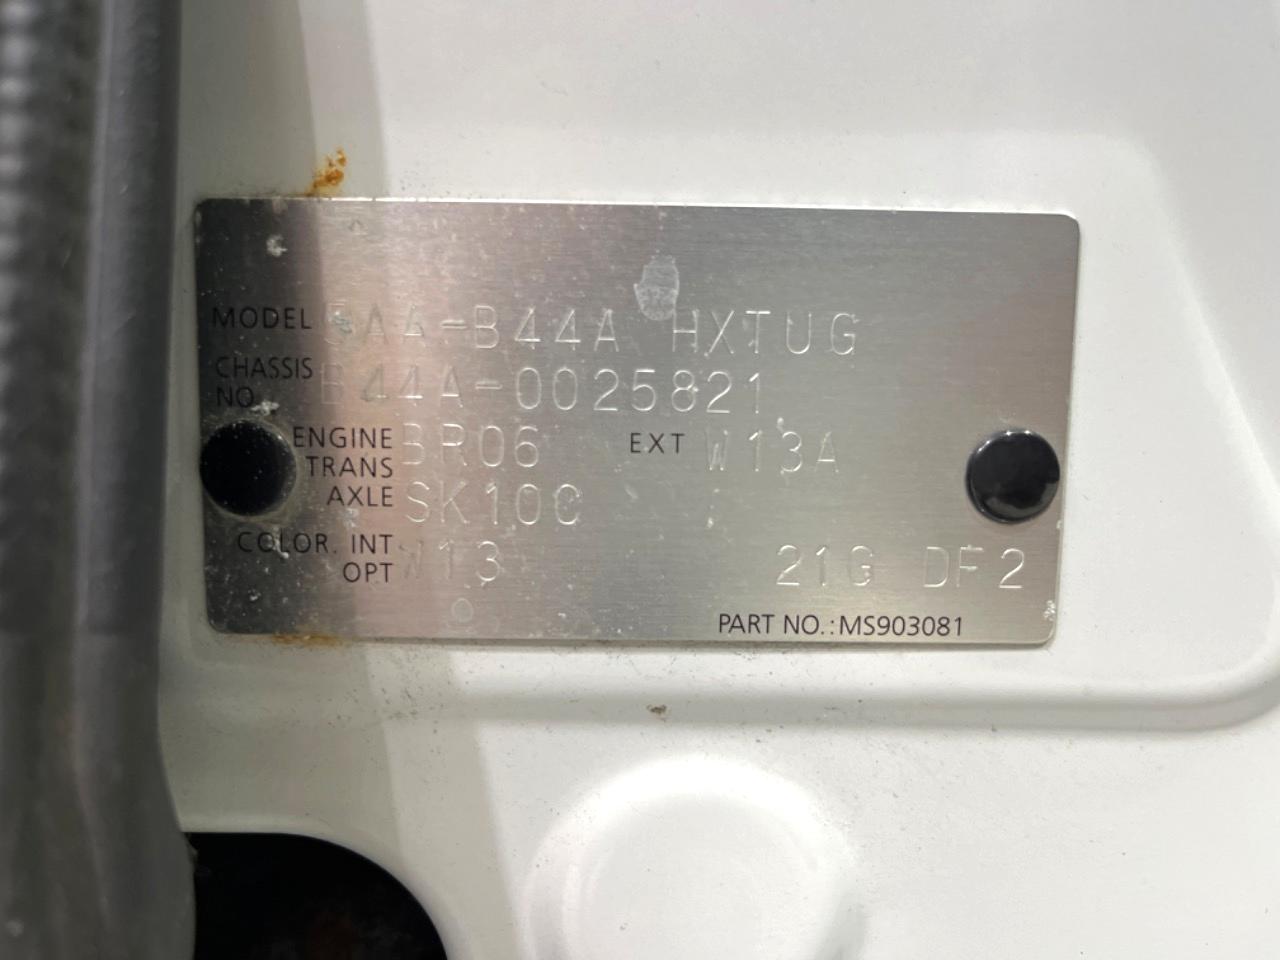 MODEL 5AA-B44A HXTUG
CHASSIS NO. B44A-0025821
ENGINE BR06 EXT W13A
TRANS
AXLE SK10C
COLOR. INT W13 21G DF2
OPT
PART NO.:MS903081